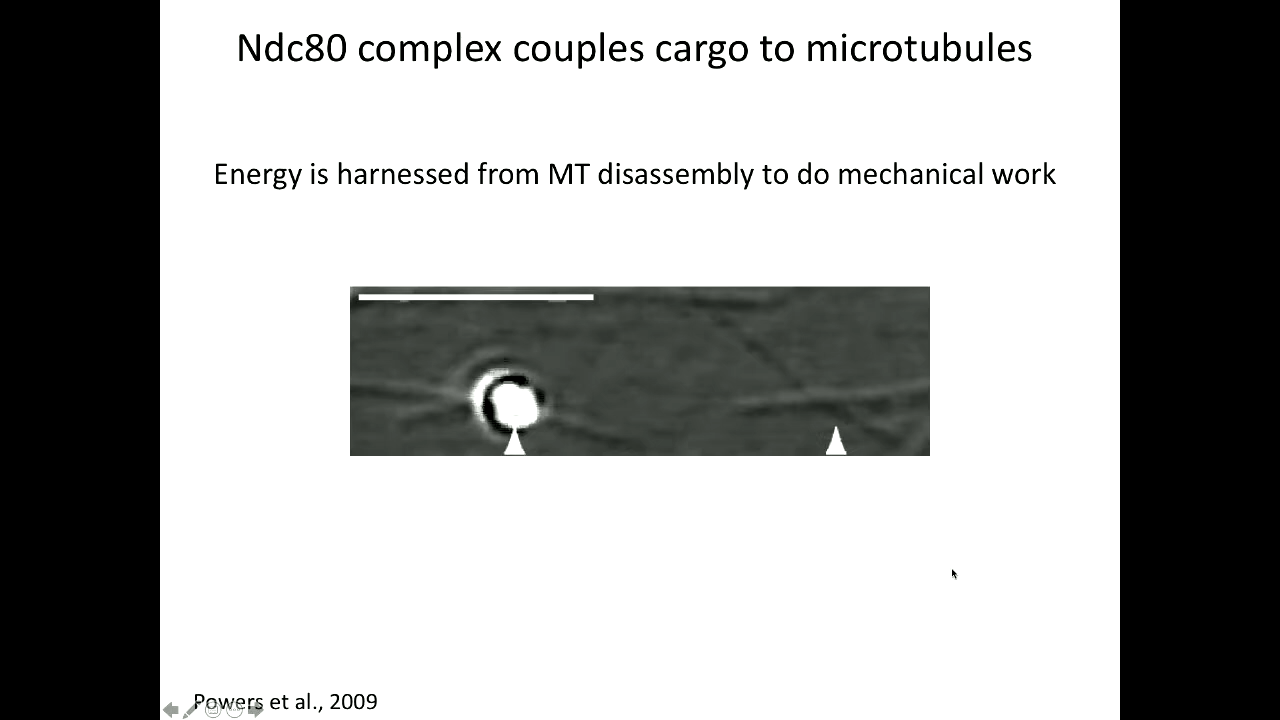 Ndc80 complex couples cargo to microtubules
Energy is harnessed from MT disassembly to do mechanical work
Powers et al., 2009